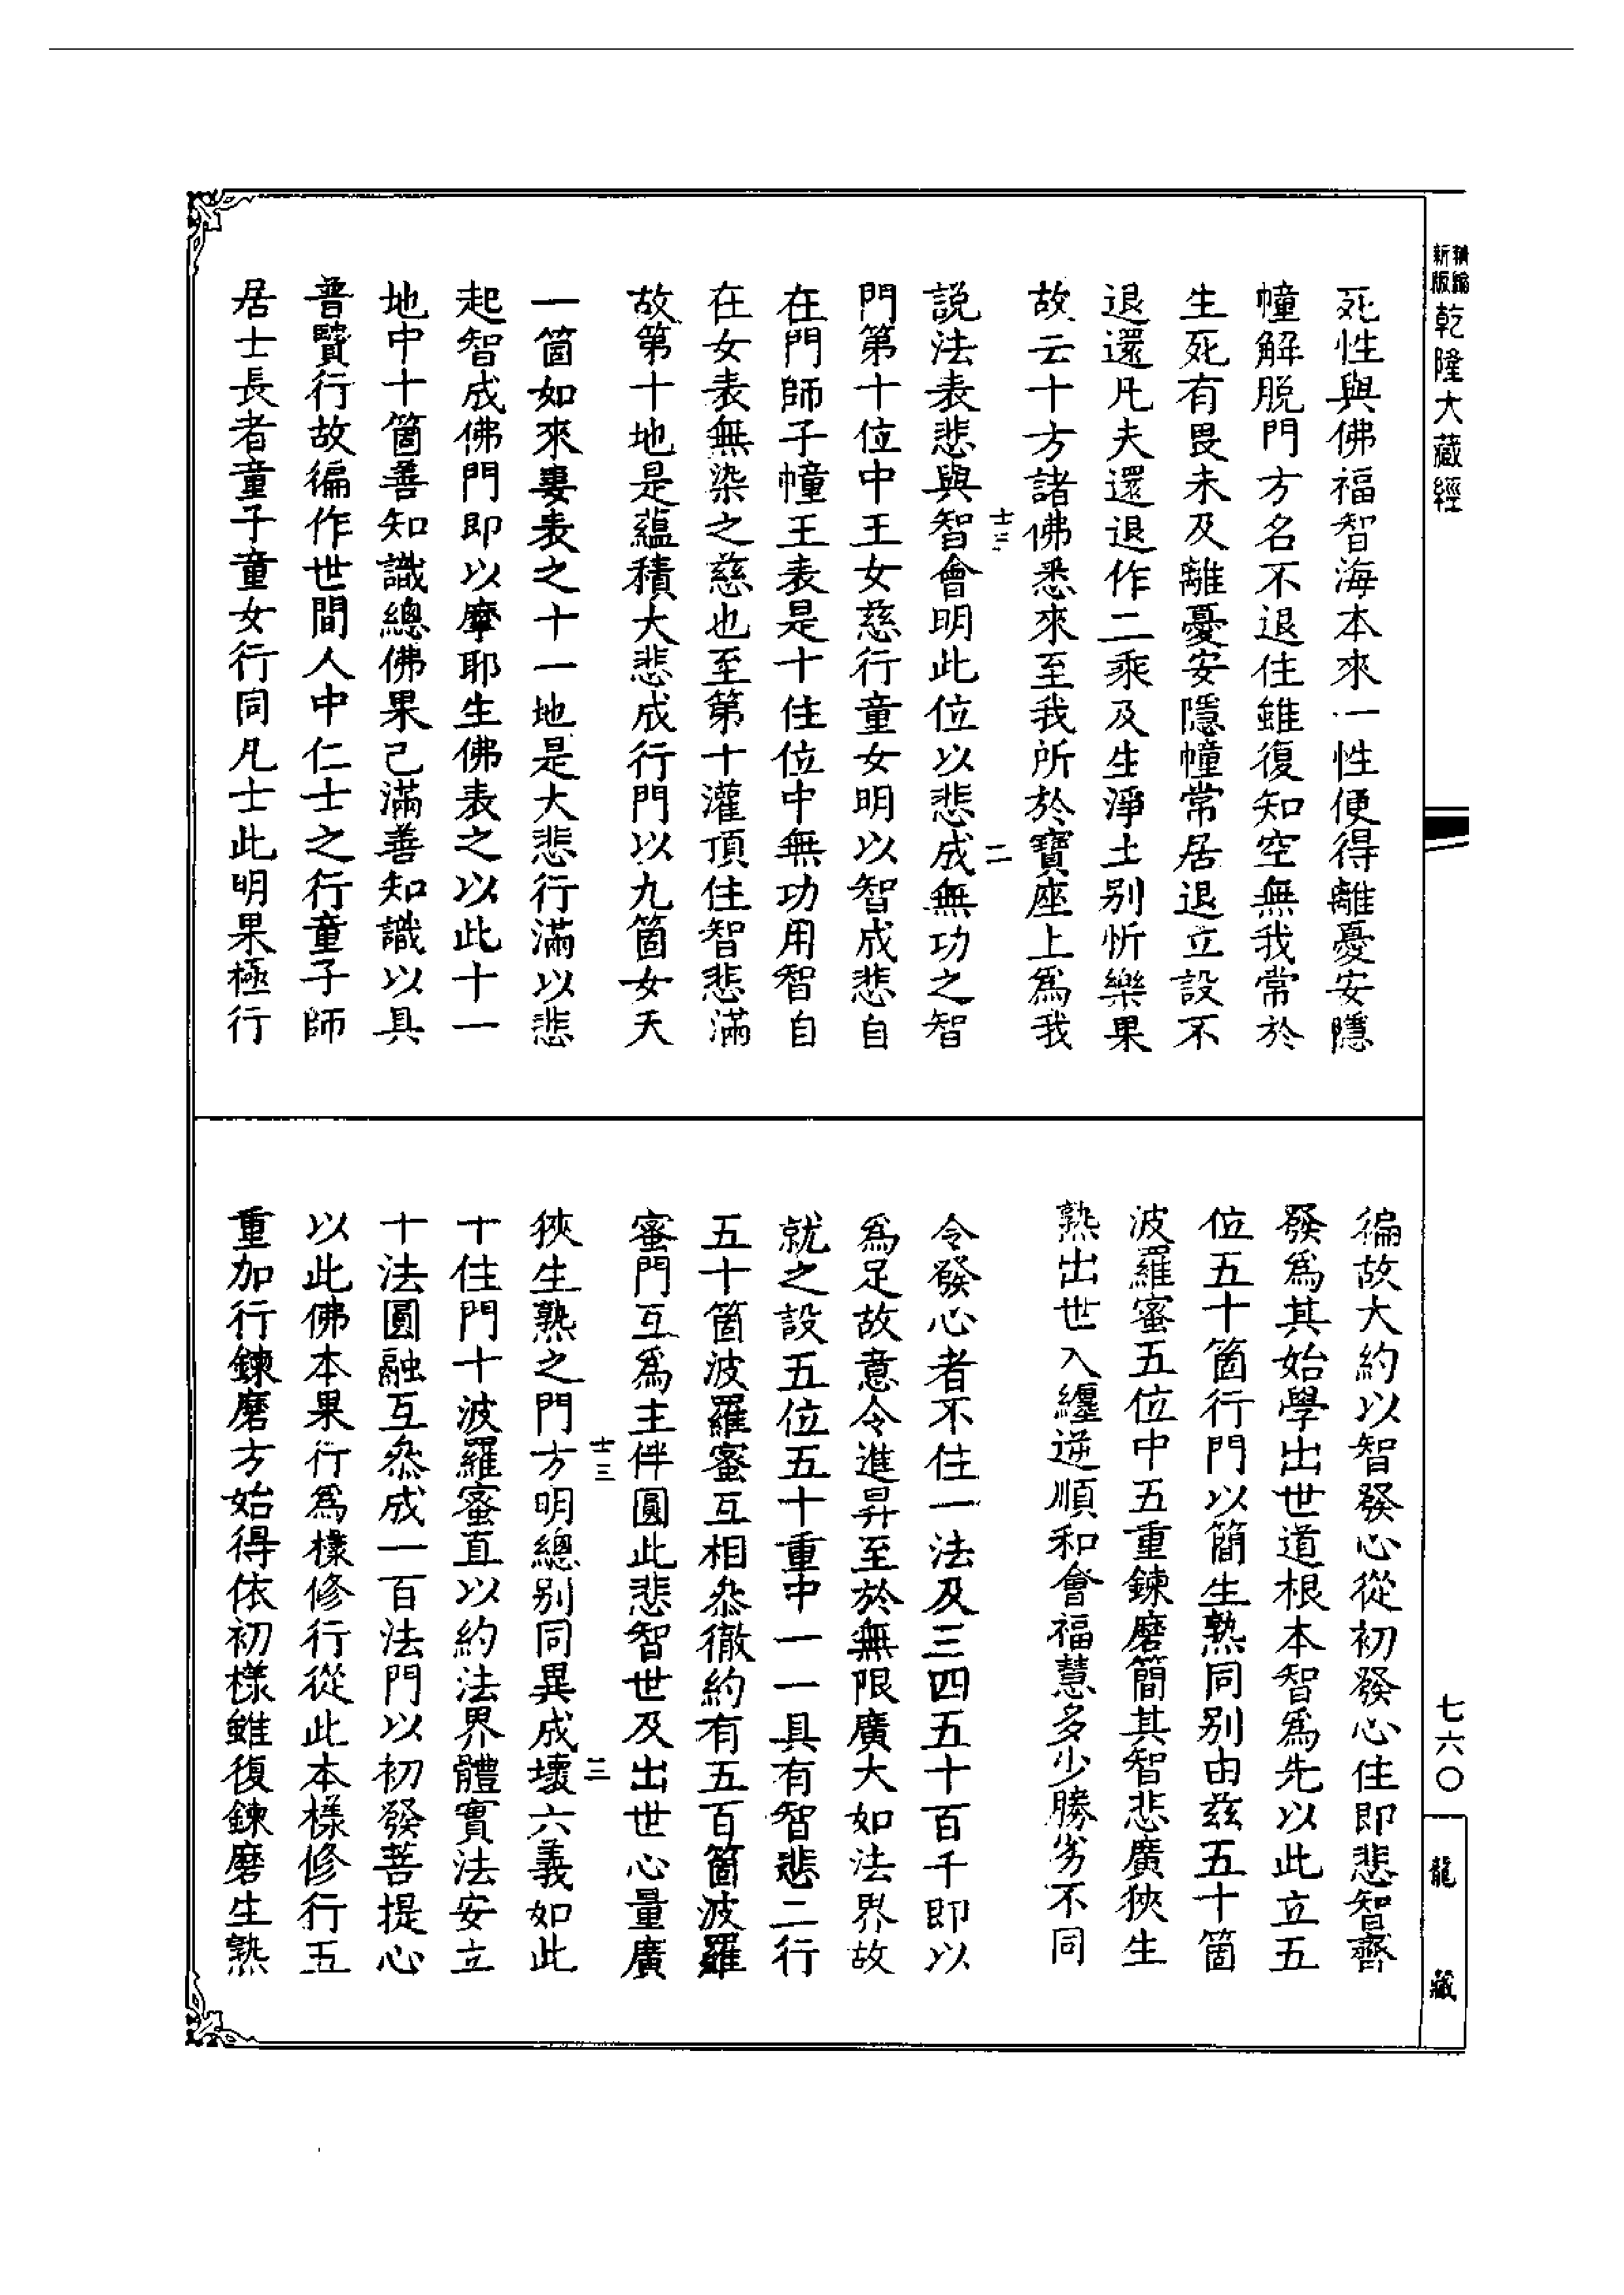 新版 精縮 乾隆大藏經
死性與佛福智海本來一性便得離憂安隱
幢解脱門方名不退住雖復知空無我常於
生死有畏未及離憂安隱幢常居退立設不
退還凡夫還退作二乘及生淨土别忻樂果
故云十方諸佛悉來至我所於寶座上爲我
士三 二
説法表悲與智會明此位以悲成無功之智
門第十位中王女慈行童女明以智成悲自
在門師子幢王表是十住位中無功用智自
在女表無染之慈也至第十灌頂住智悲滿
故第十地是藴積大悲成行門以九箇女天
一箇如來妻表之十一地是大悲行滿以悲
起智成佛門即以摩耶生佛表之以此十一
地中十箇善知識總佛果已滿善知識以具
普賢行故徧作世間人中仁士之行童子師
居士長者童子童女行同凡士此明果極行
徧故大約以智發心從初發心住即悲智齊
發爲其始學出世道根本智爲先以此立五
位五十箇行門以簡生熟同别由兹五十箇
波羅蜜五位中五重鍊磨簡其智悲廣狹生
熟出世入纏逆順和會福慧多少勝劣不同
令發心者不住一法及三四五十百千即以
爲足故意令進昇至於無限廣大如法界故
就之設五位五十重中一一具有智悲二行
五十箇波羅蜜互相叅徹約有五百箇波羅
蜜門互爲主伴圓此悲智世及出世心量廣
士三 三
狹生熟之門方明總别同異成壞六義如此
十住門十波羅蜜直以約法界體實法安立
十法圓融互叅成一百法門以初發菩提心
以此佛本果行爲樣修行從此本樣修行五
重加行鍊磨方始得依初樣雖復鍊磨生熟
七六〇
龍藏